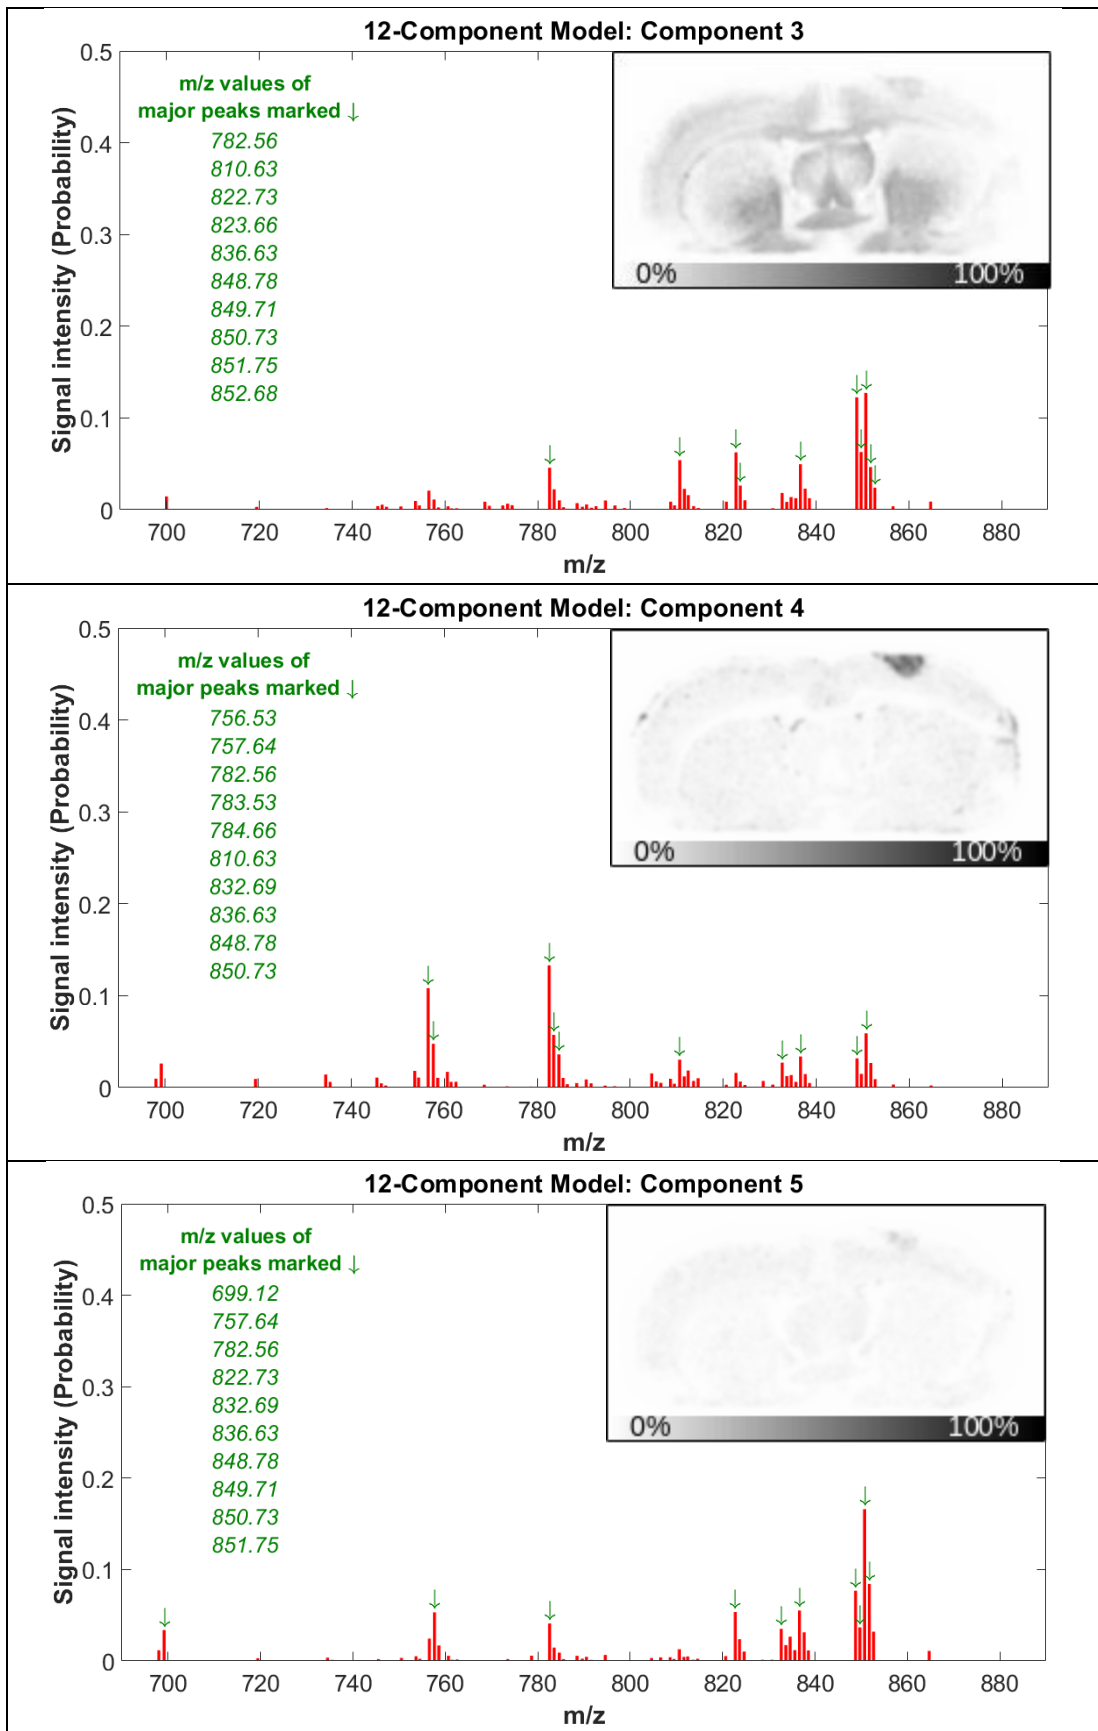 12-Component Model: Component 3
0.5
0.4
0.3
0.2
0.1
0
Signal intensity (Probability)
m/z values of
major peaks marked ↓
782.56
810.63
822.73
823.66
836.63
848.78
849.71
850.73
851.75
852.68
0% 100%
700 720 740 760 780 800 820 840 860 880
m/z
12-Component Model: Component 4
0.5
0.4
0.3
0.2
0.1
0
Signal intensity (Probability)
m/z values of
major peaks marked ↓
756.53
757.64
782.56
783.53
784.66
810.63
832.69
836.63
848.78
850.73
0% 100%
700 720 740 760 780 800 820 840 860 880
m/z
12-Component Model: Component 5
0.5
0.4
0.3
0.2
0.1
0
Signal intensity (Probability)
m/z values of
major peaks marked ↓
699.12
757.64
782.56
822.73
832.69
836.63
848.78
849.71
850.73
851.75
0% 100%
700 720 740 760 780 800 820 840 860 880
m/z